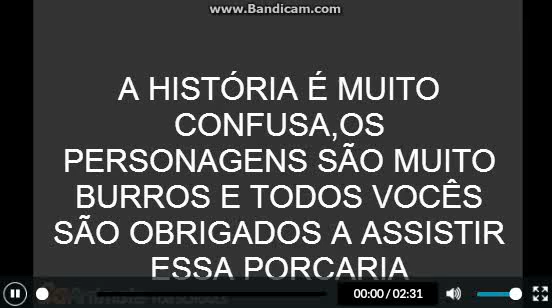 www.Bandicam.com
A HISTÓRIA É MUITO
CONFUSA,OS
PERSONAGENS SÃO MUITO
BURROS E TODOS VOCÊS
SÃO OBRIGADOS A ASSISTIR
ESSA PORCARIA
00:00 / 02:31